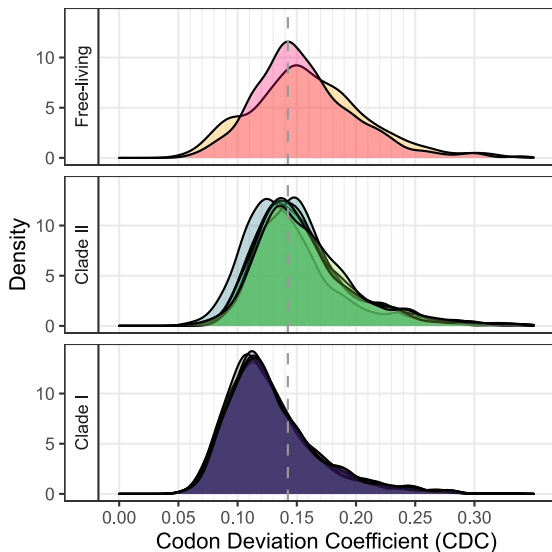 Density
Free-living
10
5
0
Clade II
10
5
0
Clade I
10
5
0
0.00 0.05 0.10 0.15 0.20 0.25 0.30
Codon Deviation Coefficient (CDC)